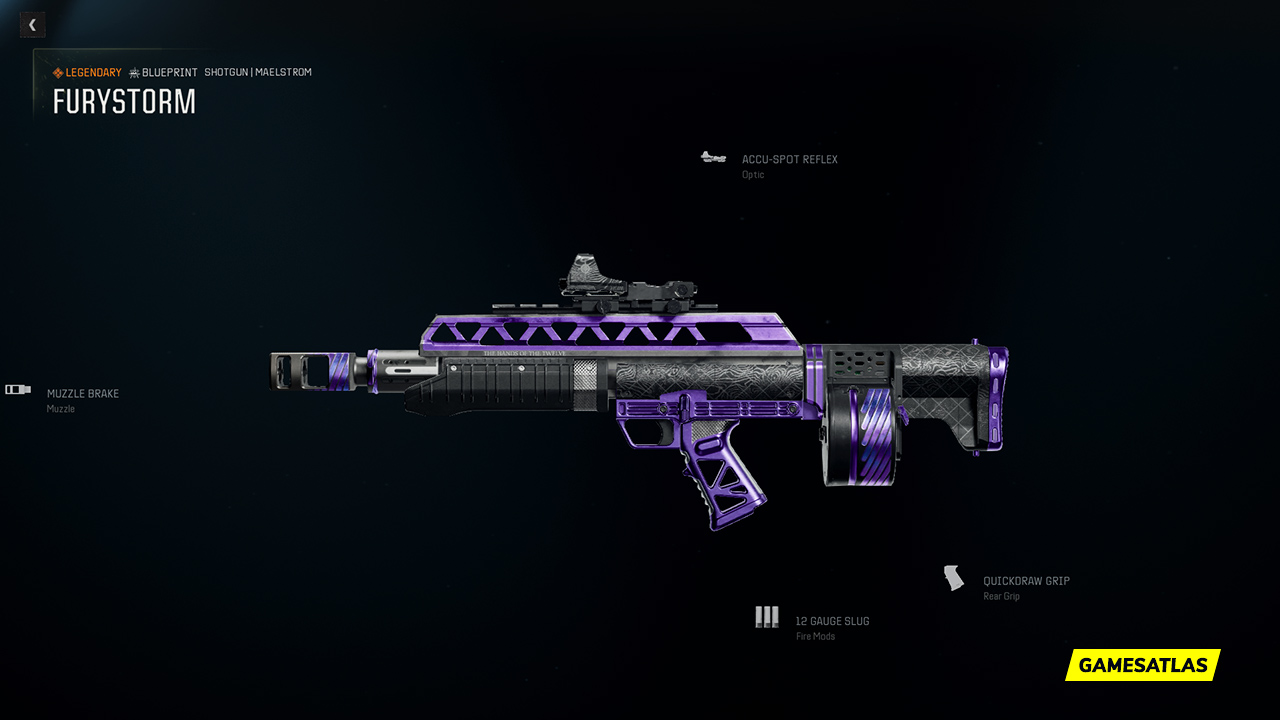 LEGENDARY BLUEPRINT SHOTGUN | MAELSTROM
FURYSTORM
ACCU-SPOT REFLEX
Optic
THE HANDS OF THE TWELVE
MUZZLE BRAKE
Muzzle
QUICKDRAW GRIP
Rear Grip
12 GAUGE SLUG
Fire Mods
GAMESATLAS